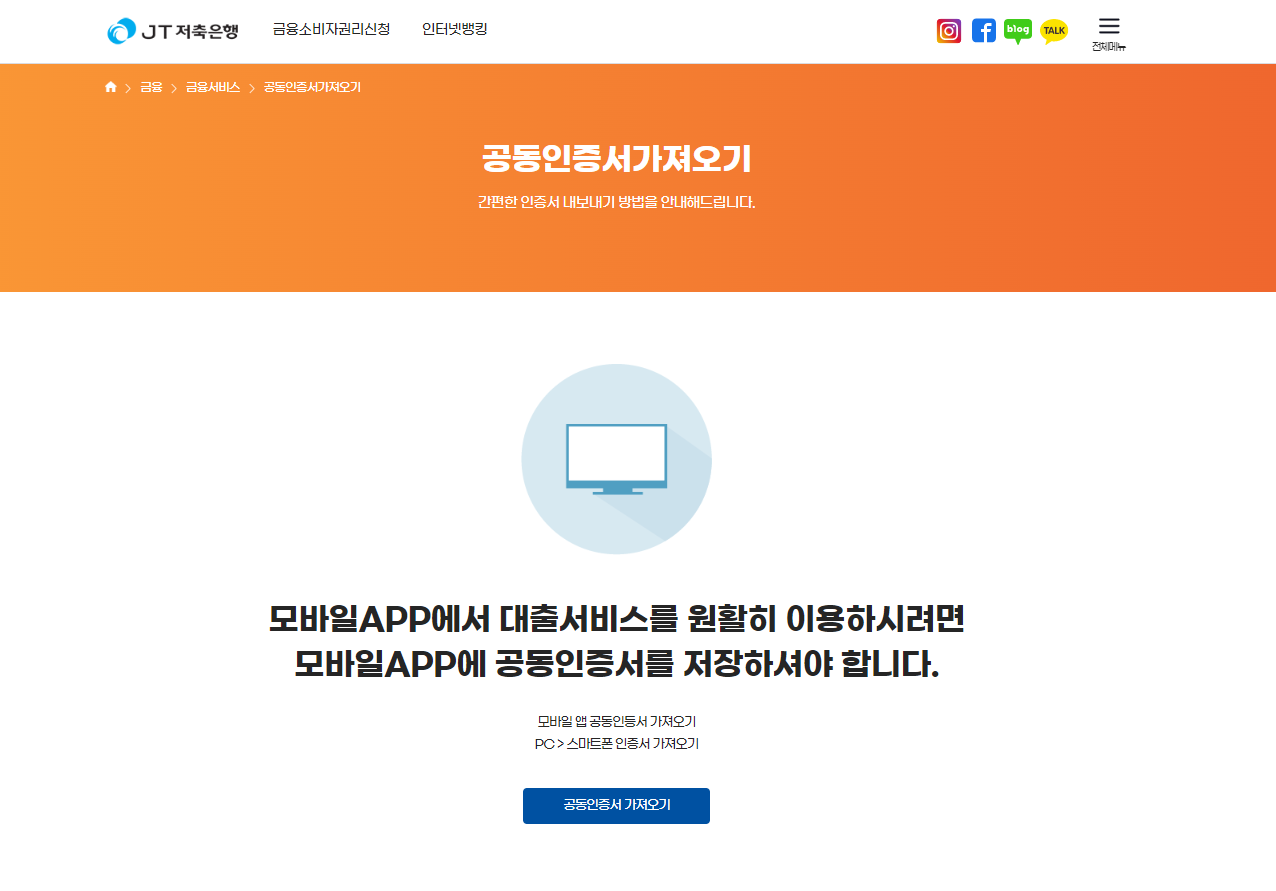 JT 저축은행 금융소비자권리신청 인터넷뱅킹 blog TALK
전체메뉴
금융 > 금융서비스 > 공동인증서가져오기
공동인증서가져오기
간편한 인증서 내보내기 방법을 안내해드립니다.
모바일APP에서 대출서비스를 원활히 이용하시려면
모바일APP에 공동인증서를 저장하셔야 합니다.
모바일 앱 공동인등서 가져오기
PC > 스마트폰 인증서 가져오기
공동인증서 가져오기